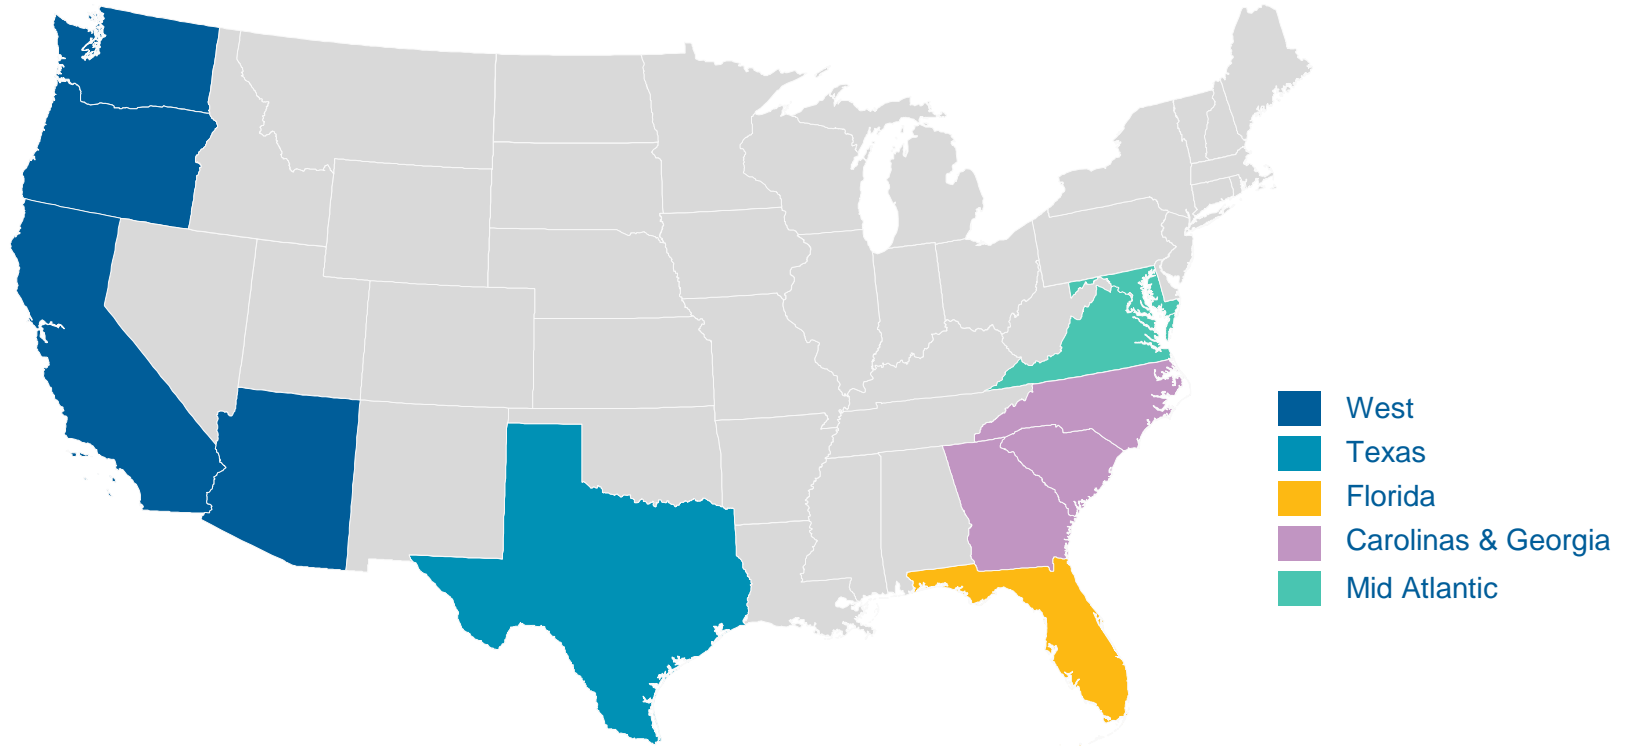 West
Texas
Florida
Carolinas & Georgia
Mid Atlantic